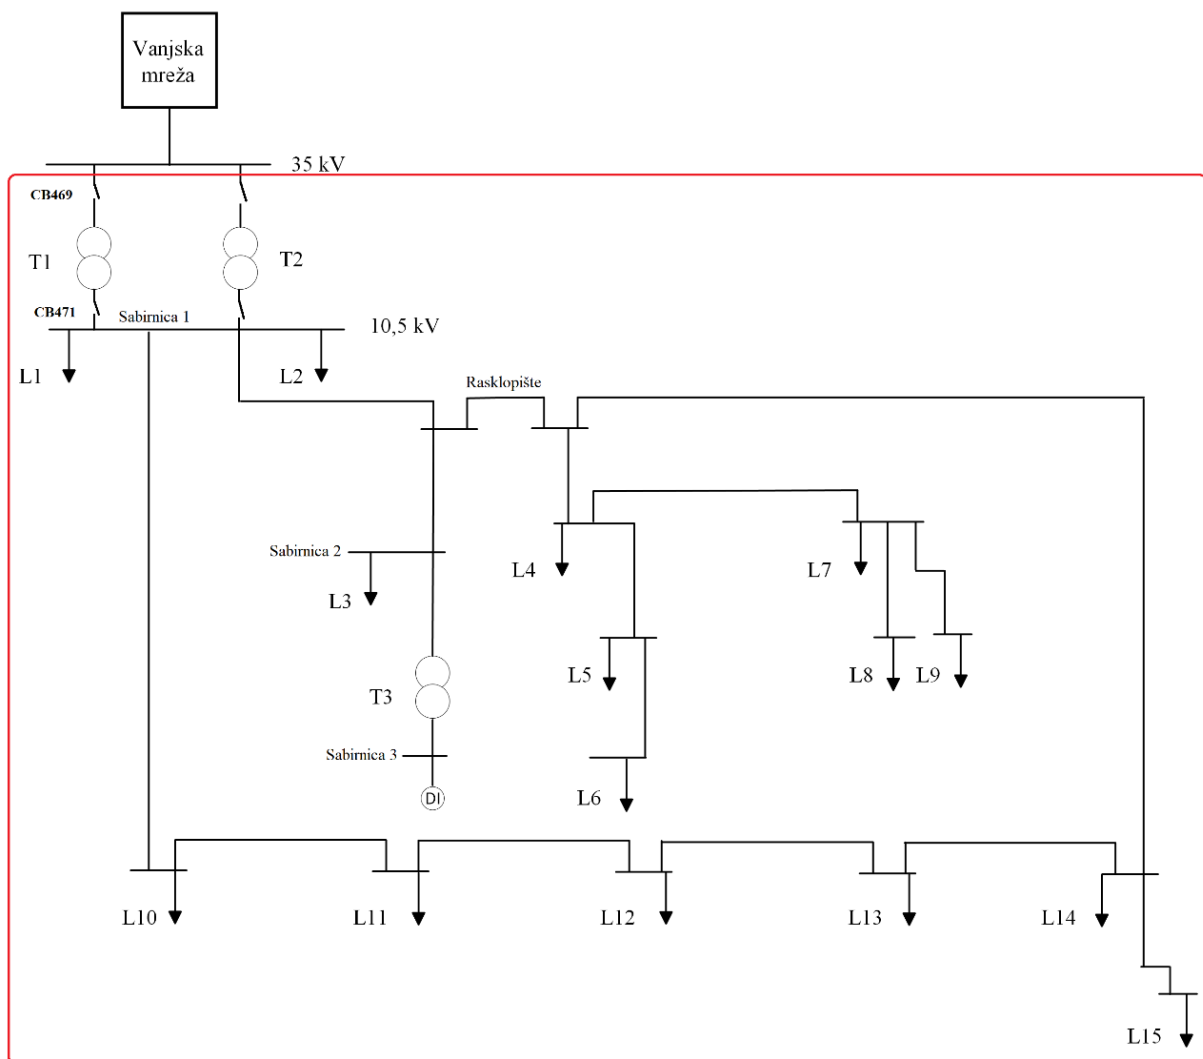 Vanjska
mreža
35 kV
CB469
T1
T2
CB471
Sabirnica 1
10,5 kV
L1
L2
Rasklopište
Sabirnica 2
L3
L4
L7
L5
L8
L9
T3
Sabirnica 3
DI
L6
L10
L11
L12
L13
L14
L15